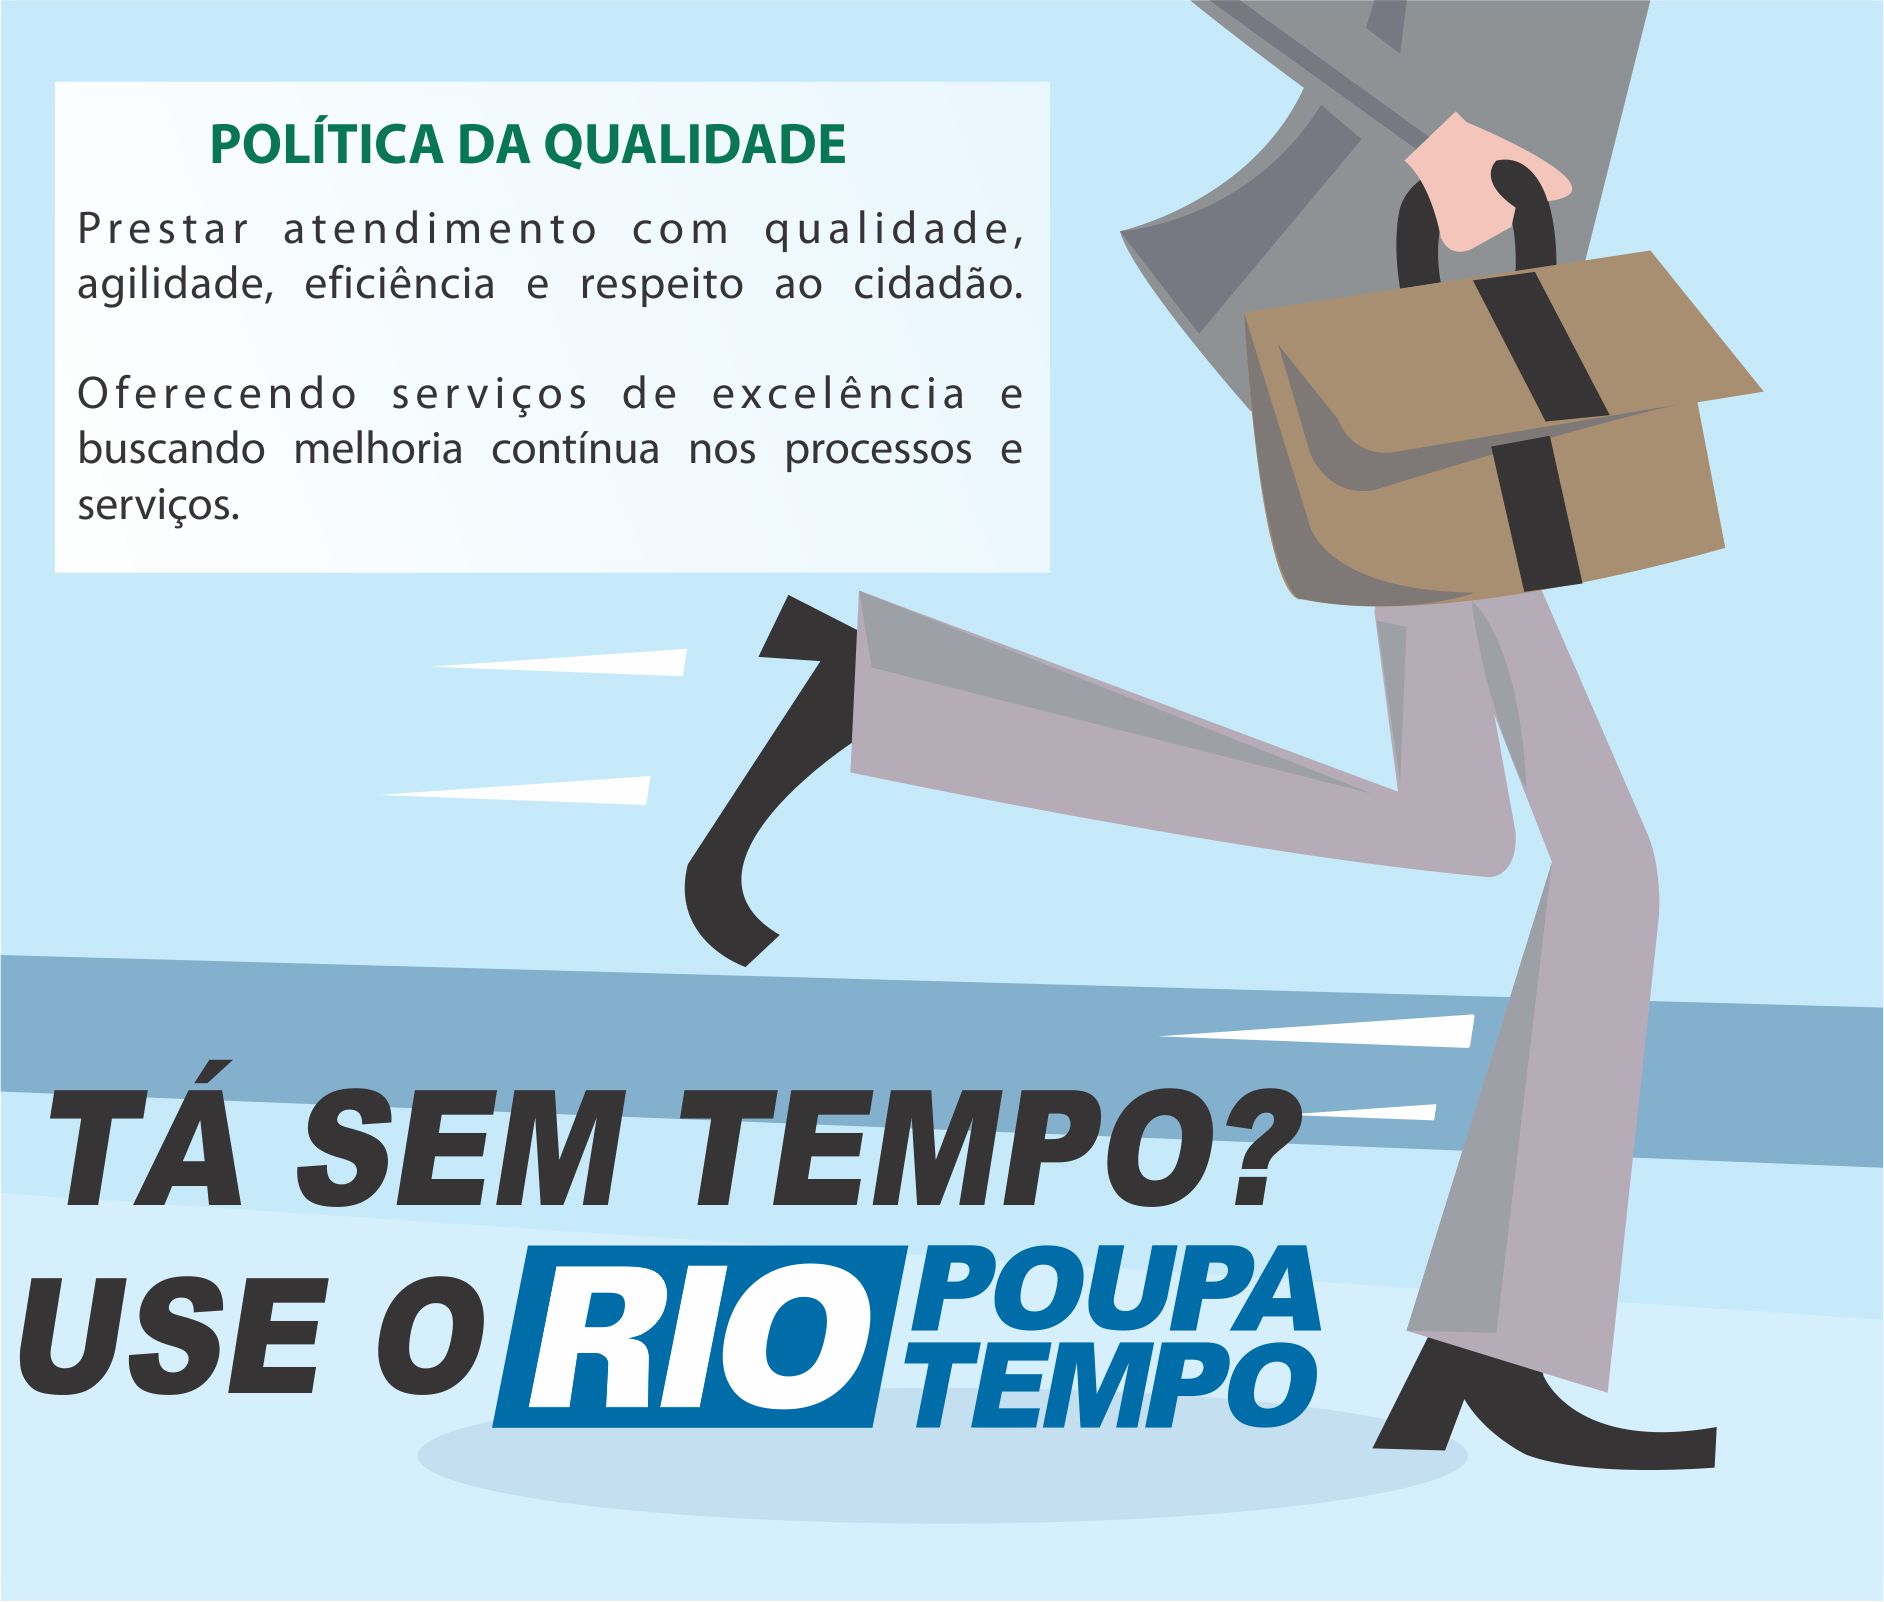 POLÍTICA DA QUALIDADE
Prestar atendimento com qualidade,
agilidade, eficiência e respeito ao cidadão.
Oferecendo serviços de excelência e
buscando melhoria contínua nos processos e
serviços.
TÁ SEM TEMPO?
USE O RIO POUPA
TEMPO